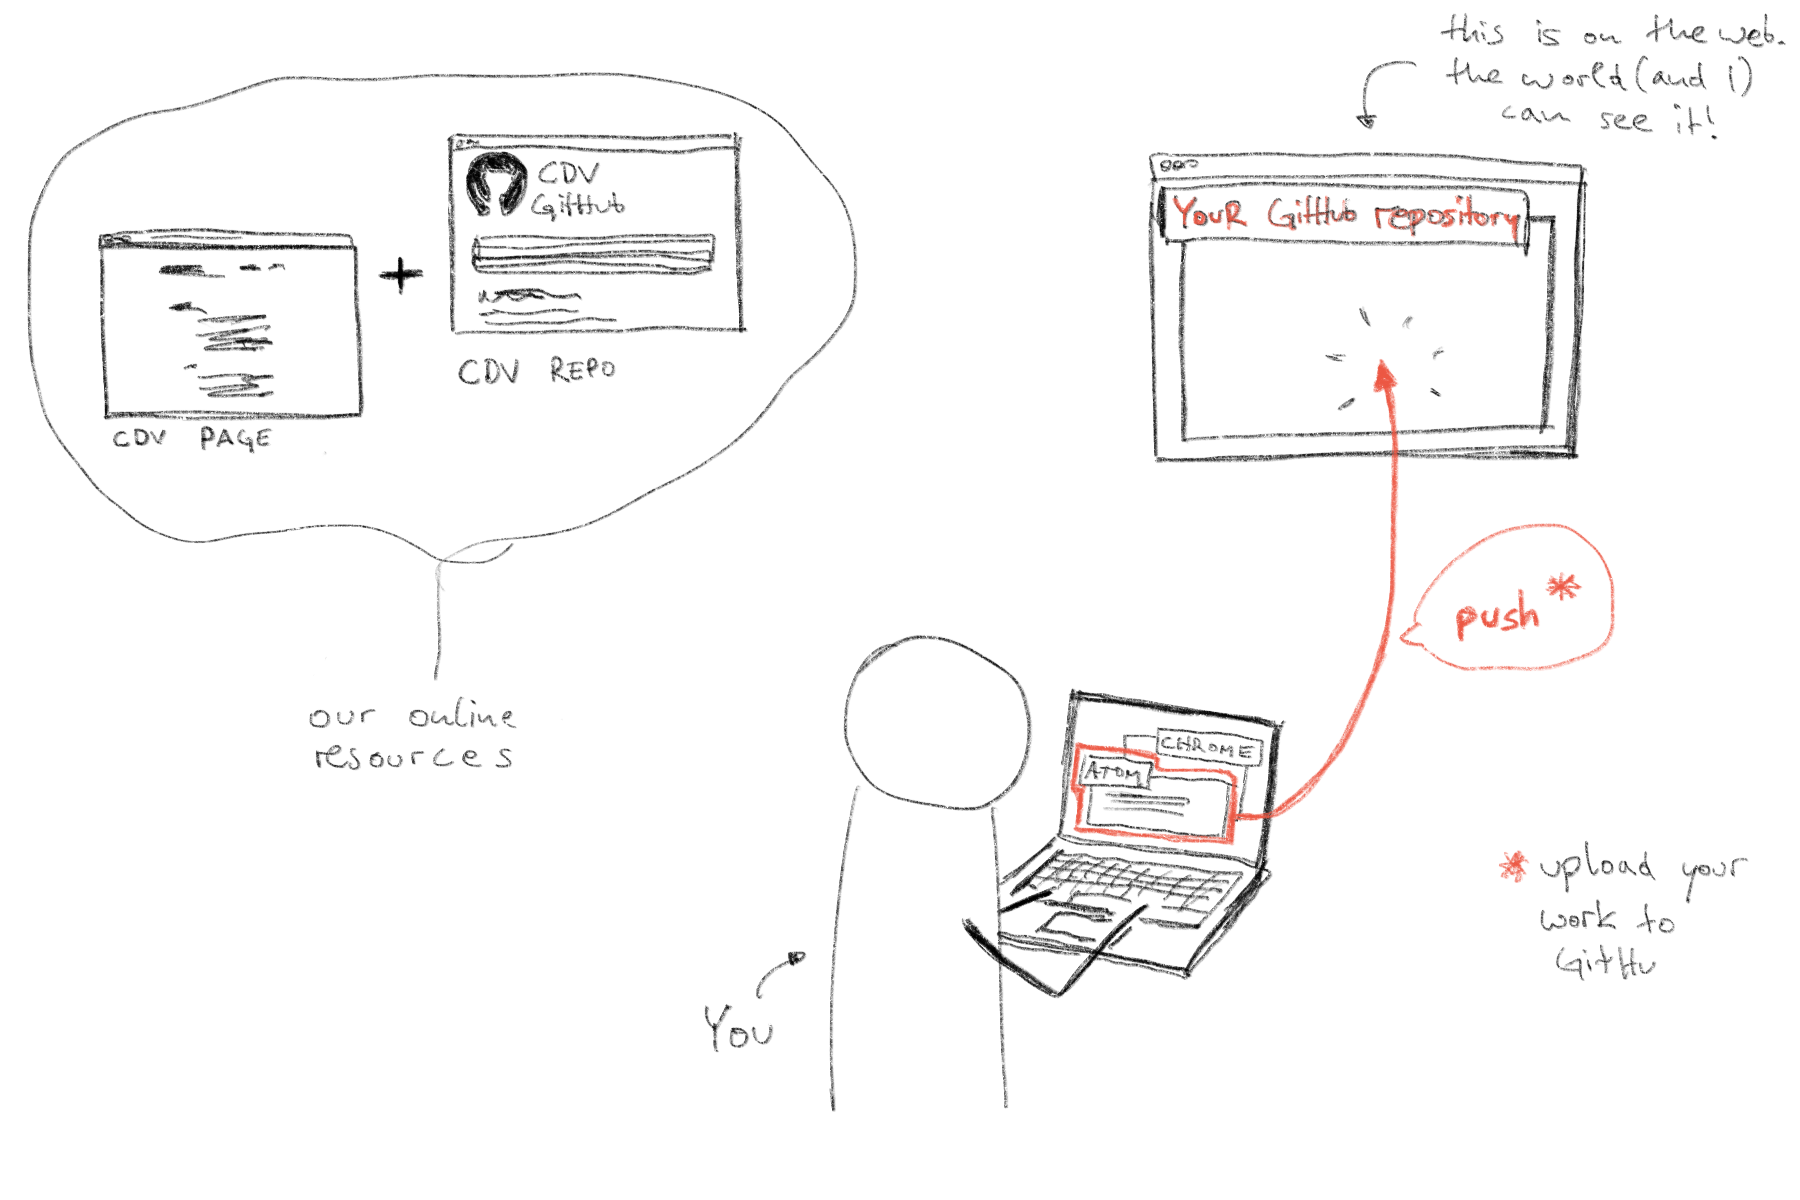 this is on the web.
the world (and I)
can see it!
CDV
GitHub
YouR GitHub repository
CDV REPO
CDV PAGE
push *
our online
resources
CHROME
ATOM
* upload your
work to
GitHu
You